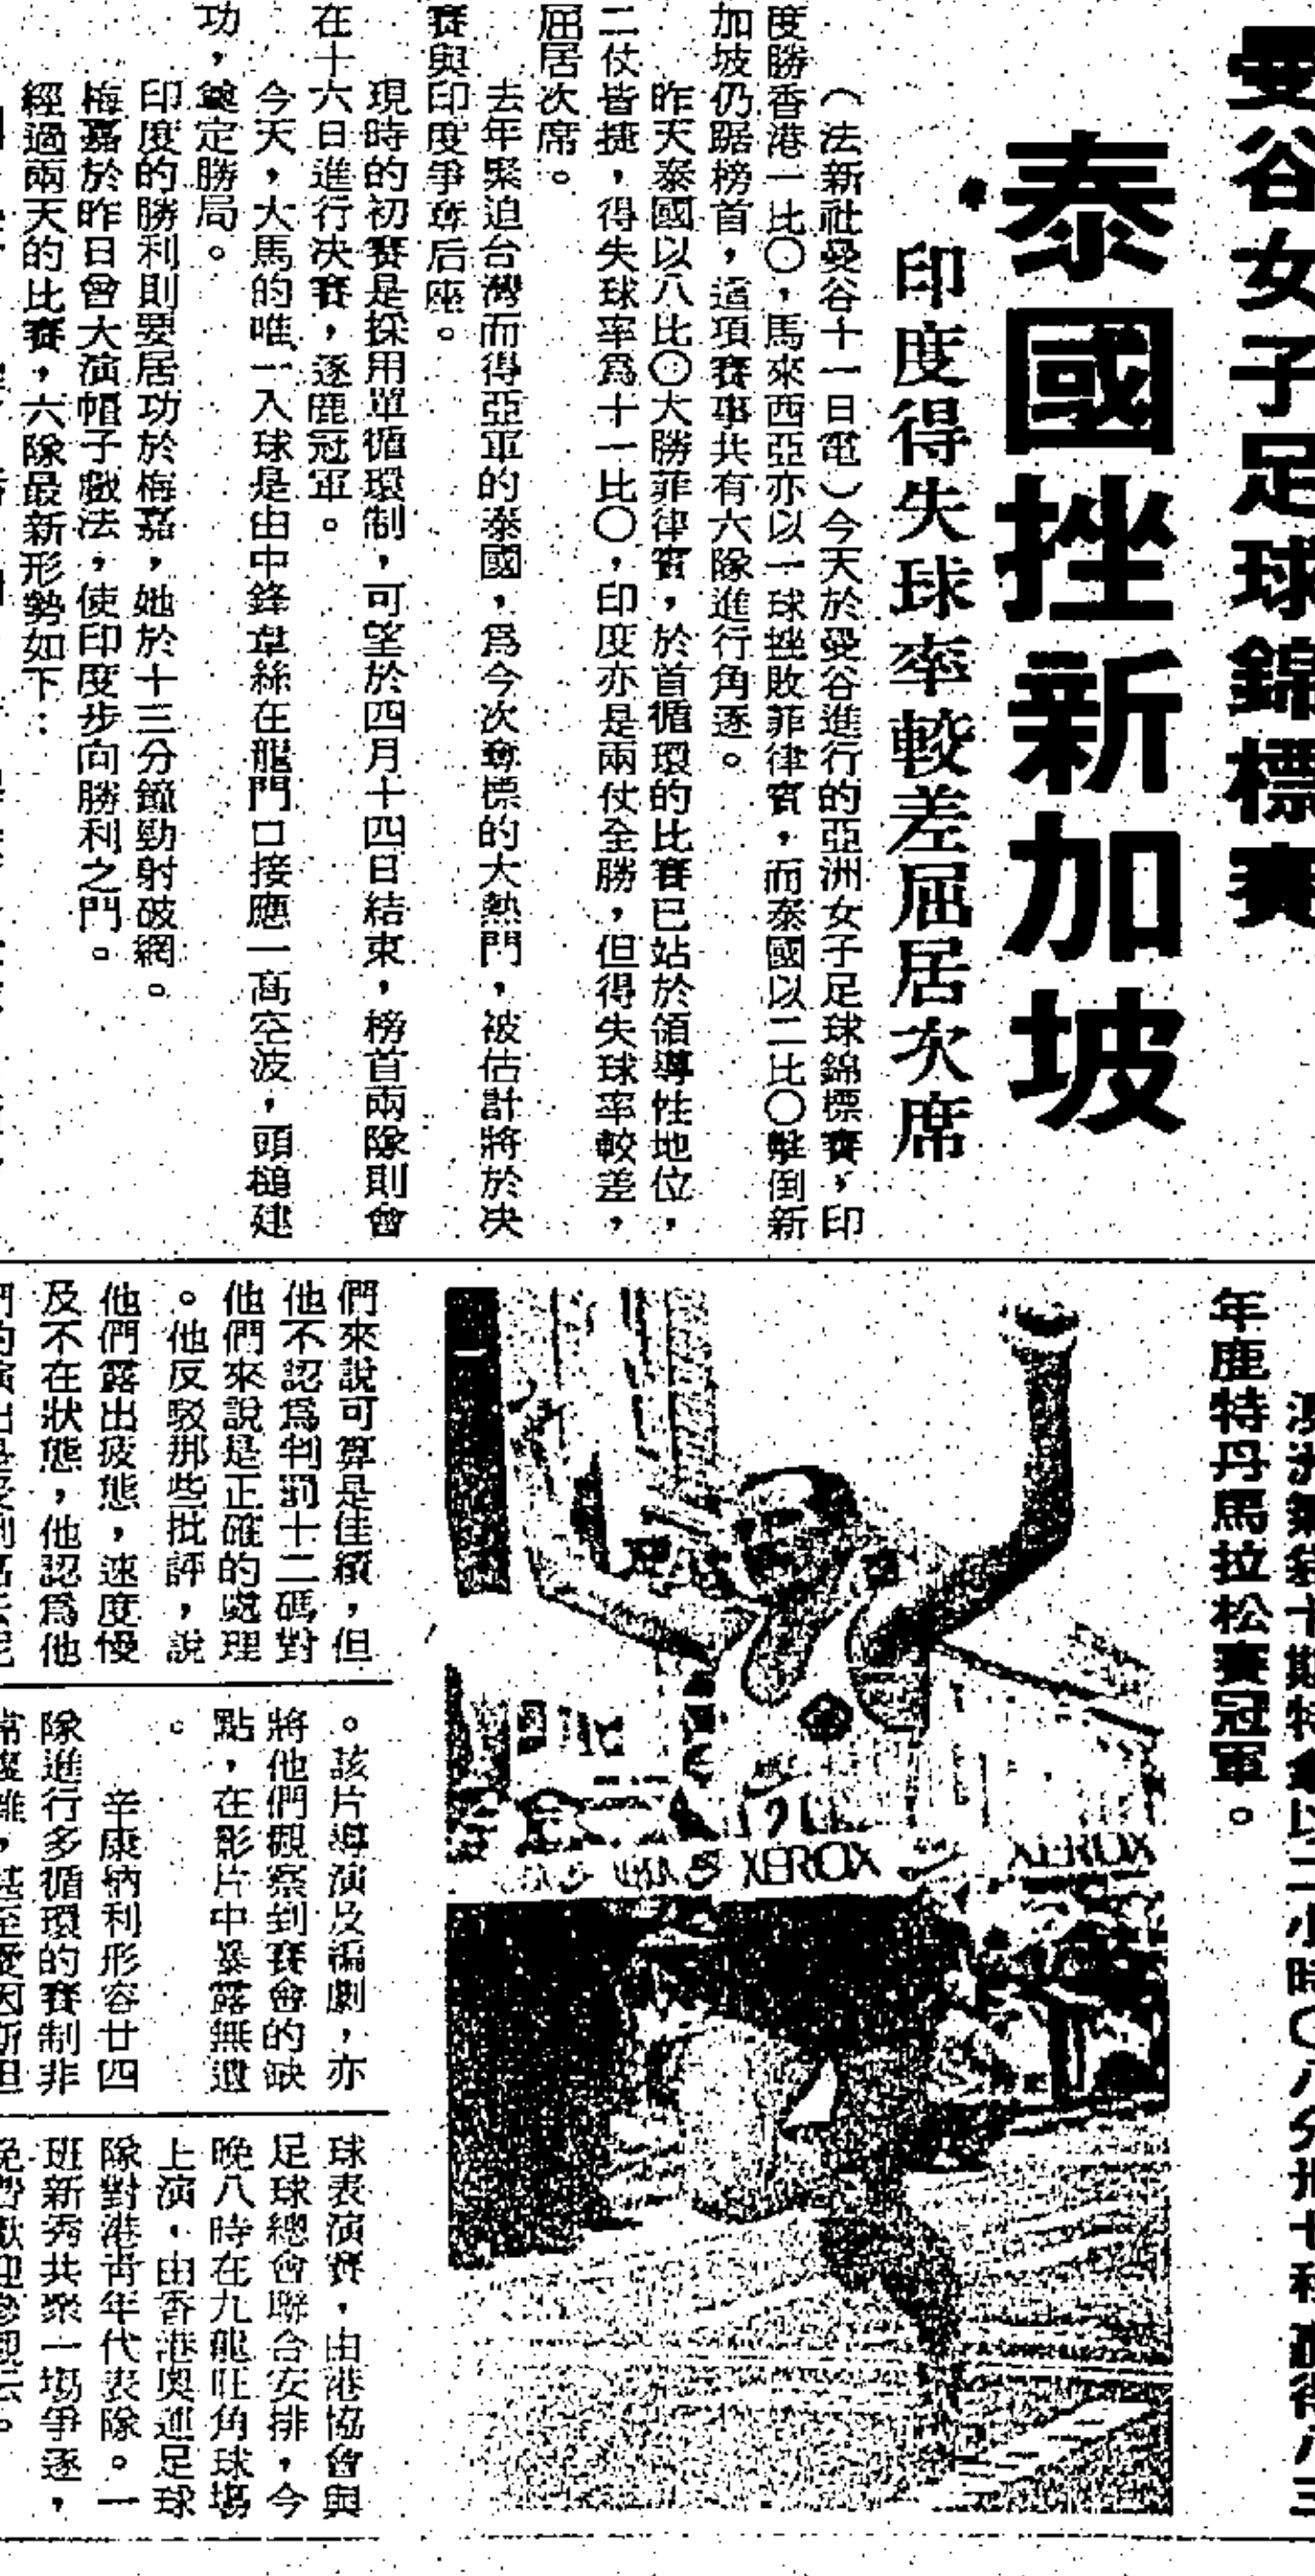 曼谷女子足球錦標賽
泰國挫新加坡
印度得失球率較差屈居次席
（法新社曼谷十一日電）今天於曼谷進行的亞洲女子足球錦標賽，印
度勝香港一比〇，馬來西亞亦以一球挫敗菲律賓，而泰國以二比〇擊倒新
加坡仍踞榜首，這項賽事共有六隊進行角逐。
昨天泰國以八比〇大勝菲律賓，於首循環的比賽已站於領導性地位，
二仗皆捷，得失球率爲十一比〇，印度亦是兩仗全勝，但得失球率較差，
屈居次席。
去年緊迫台灣而得亞軍的泰國，爲今次奪標的大熱門，被估計將於决
賽與印度爭奪后座。
現時的初賽是採用單循環制，可望於四月十四日結束，榜首兩隊則會
在十六日進行决賽，逐鹿冠軍。
今天，大馬的唯一入球是由中鋒韋絲在龍門口接應一高空波，頭槌建
功，奠定勝局。
印度的勝利則要居功於梅嘉，她於十三分鐘勁射破網。
梅嘉於昨日曾大演帽子戲法，使印度步向勝利之門。
經過兩天的比賽，六隊最新形勢如下：
年鹿特丹馬拉松賽冠軍。
XEROX
XEROX
們來說可算是佳績，但
他不認爲判罰十二碼對
他們來說是正確的處理
。他反駁那些批評，說
他們露出疲態，速度慢
及不在狀態，他認爲他
。該片導演及編劇，亦
將他們觀察到賽會的缺
點，在影片中暴露無遺
。
辛康柄利形容廿四
隊進行多循環的賽制非
球表演賽，由港協會與
足球總會聯合安排，今
晚八時在九龍旺角球場
上演，由香港奧運足球
隊對港青年代表隊。一
班新秀共聚一場爭逐，